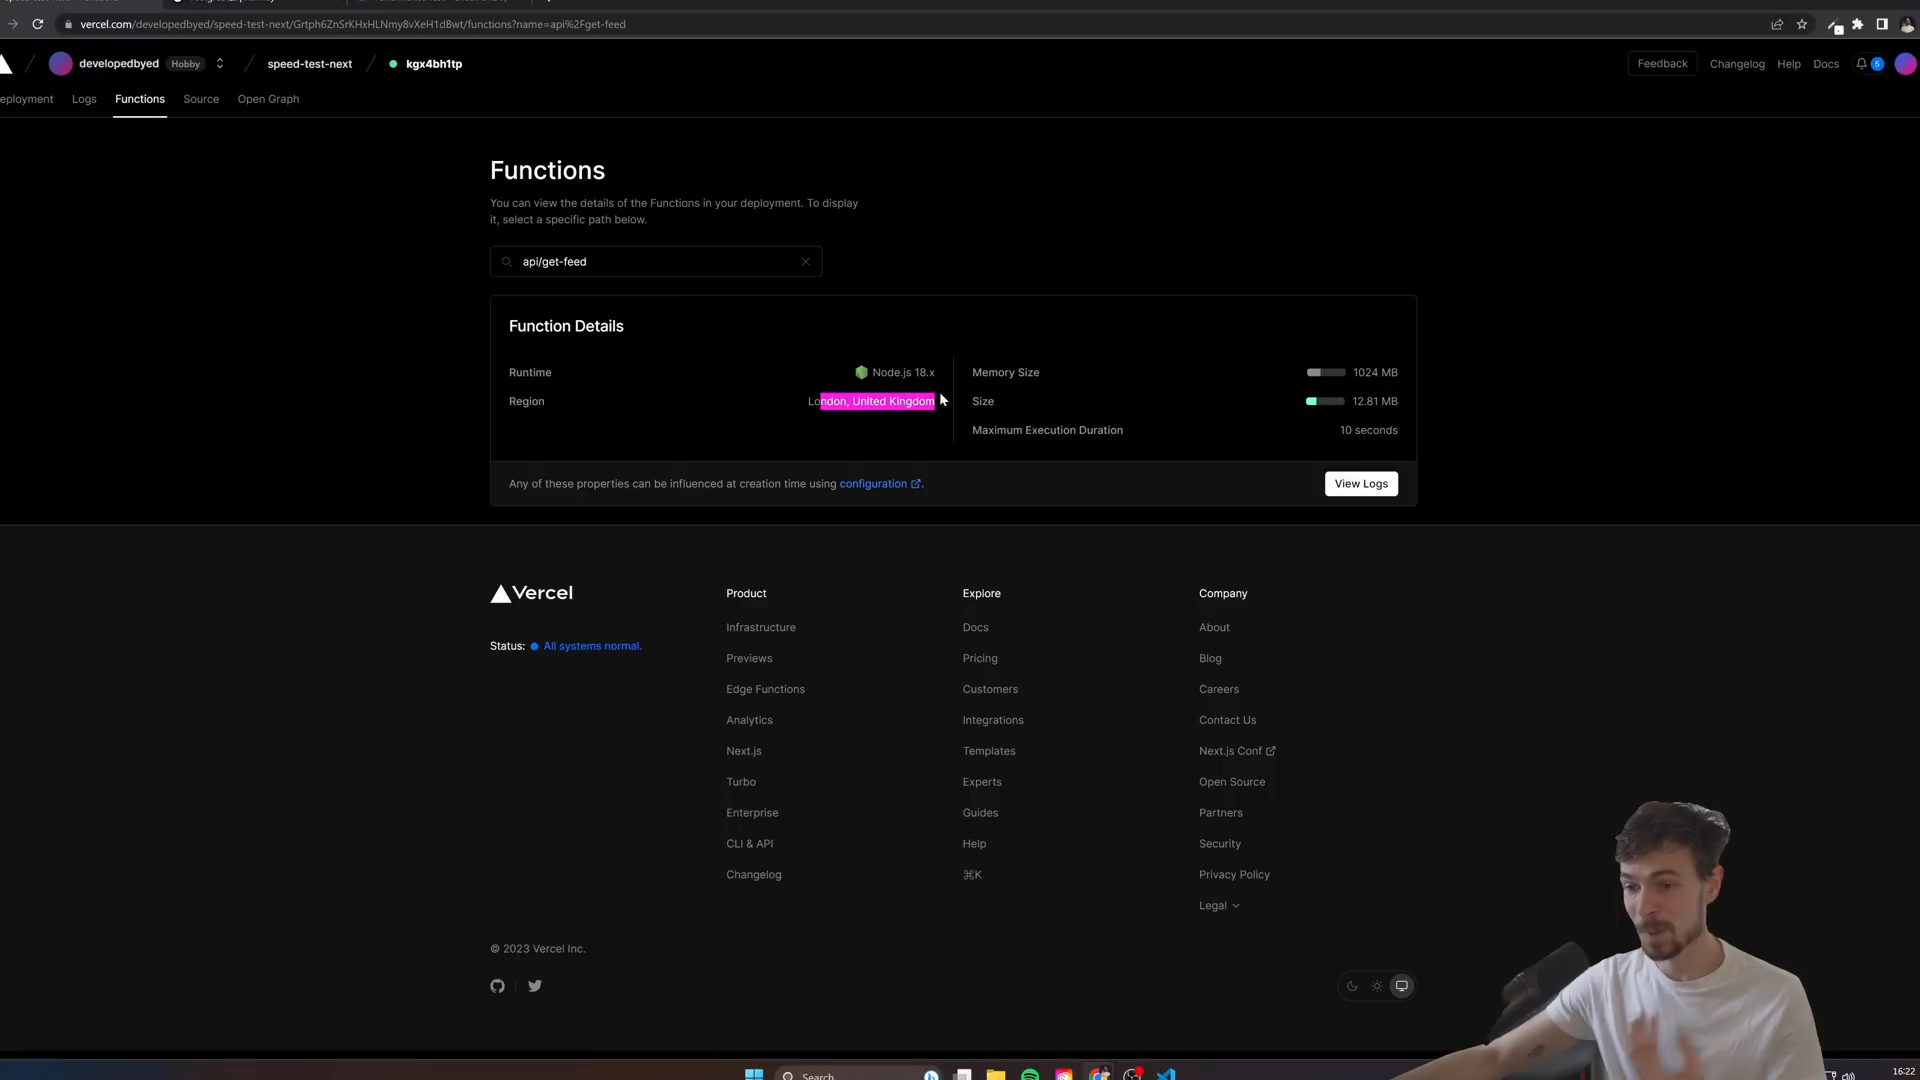 vercel.com/developedbyed/speed-test-next/Grtph6ZnSrKHxHLNmy8vXeH1dBwt/functions?name=api%2Fget-feed
developedbyed Hobby speed-test-next kgx4bh1tp Feedback Changelog Help Docs 5
eployment Logs Functions Source Open Graph
Functions
You can view the details of the Functions in your deployment. To display
it, select a specific path below.
api/get-feed
Function Details
Runtime Node.js 18.x Memory Size 1024 MB
Region London, United Kingdom Size 12.81 MB
Maximum Execution Duration 10 seconds
Any of these properties can be influenced at creation time using configuration. View Logs
Vercel Product Explore Company
Infrastructure Docs About
Status: All systems normal.
Previews Pricing Blog
Edge Functions Customers Careers
Analytics Integrations Contact Us
Next.js Templates Next.js Conf
Turbo Experts Open Source
Enterprise Guides Partners
CLI & API Help Security
Changelog ⌘K Privacy Policy
Legal
© 2023 Vercel Inc.
Search 16:22